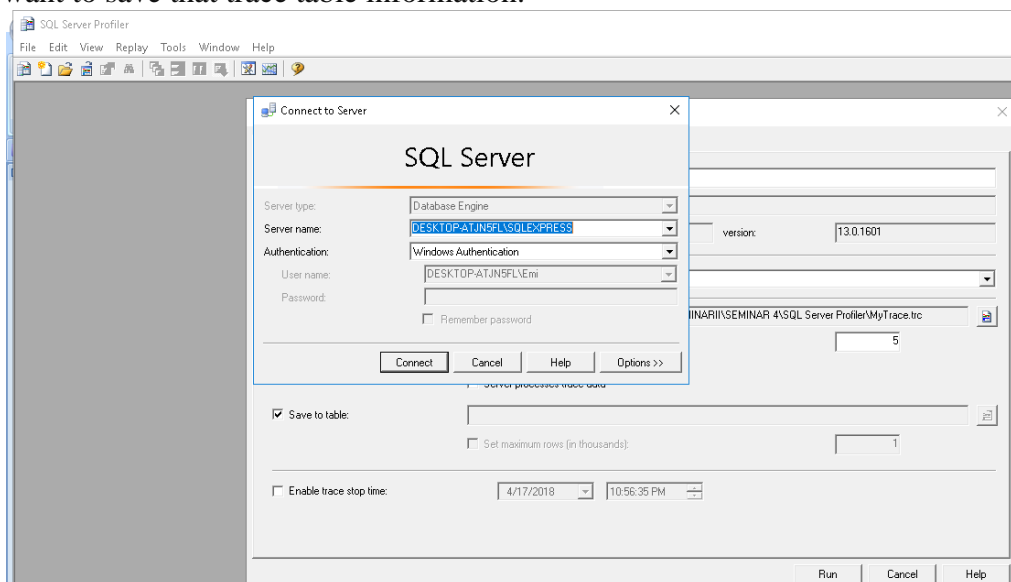 want to save that trace table information.
SQL Server Profiler
File Edit View Replay Tools Window Help
Connect to Server
SQL Server
Server type: Database Engine
Server name: DESKTOP-ATJN5FL\SQLEXPRESS
version: 13.0.1601
Authentication: Windows Authentication
User name: DESKTOP-ATJN5FL\Emi
Password:
Remember password
\SEMINAR 4\SQL Server Profiler\MyTrace.trc
5
Connect Cancel Help Options >>
Server processes trace data
Save to table:
Set maximum rows (in thousands): 1
Enable trace stop time: 4/17/2018 10:56:35 PM
Run Cancel Help